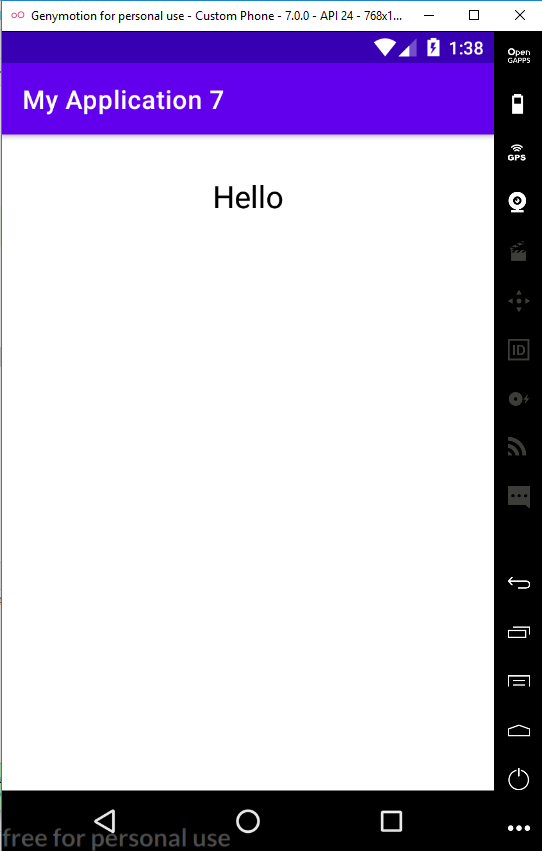 Genymotion for personal use - Custom Phone - 7.0.0 - API 24 - 768x1...
Open
GAPPS
1:38
My Application 7
GPS
Hello
ID
free for personal use